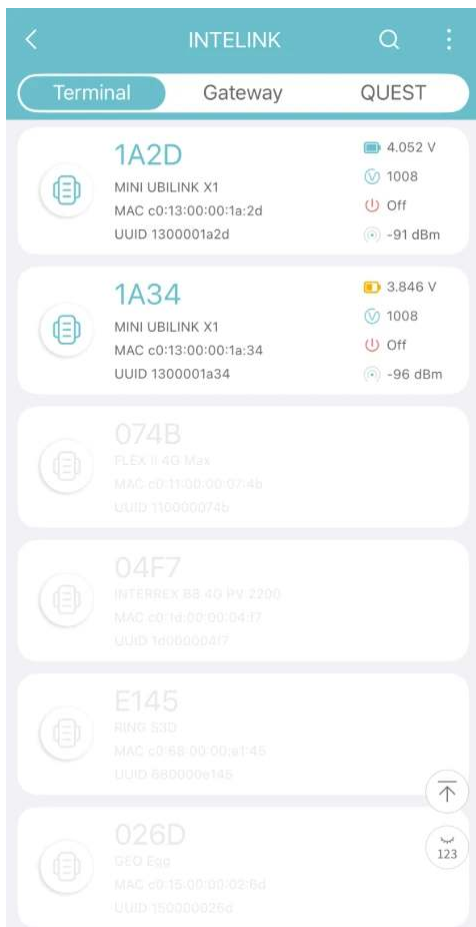 INTELINK
Terminal Gateway QUEST
1A2D
MINI UBILINK X1
MAC c0:13:00:00:1a:2d
UUID 1300001a2d
4.052 V
1008
Off
-91 dBm
1A34
MINI UBILINK X1
MAC c0:13:00:00:1a:34
UUID 1300001a34
3.846 V
1008
Off
-96 dBm
074B
FLEX II 4G Max
MAC c0:11:00:00:07:4b
UUID 110000074b
04F7
INTERREX B8 4G PV 2200
MAC c0:1d:00:00:04:f7
UUID 1d000004f7
E145
RING S3D
MAC c0:68:00:00:e1:45
UUID 680000e145
026D
GEO Egg
MAC c0:15:00:00:02:6d
UUID 150000026d
123